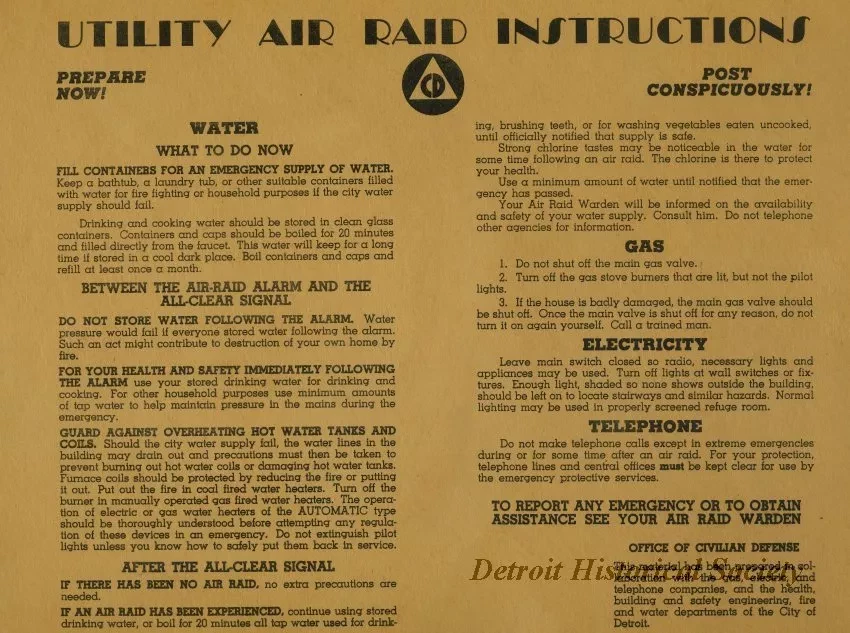 UTILITY AIR RAID INSTRUCTIONS
PREPARE
NOW!
CD
POST
CONSPICUOUSLY!
WATER
WHAT TO DO NOW
FILL CONTAINERS FOR AN EMERGENCY SUPPLY OF WATER.
Keep a bathtub, a laundry tub, or other suitable containers filled
with water for fire fighting or household purposes if the city water
supply should fail.
Drinking and cooking water should be stored in clean glass
containers. Containers and caps should be boiled for 20 minutes
and filled directly from the faucet. This water will keep for a long
time if stored in a cool dark place. Boil containers and caps and
refill at least once a month.
BETWEEN THE AIR-RAID ALARM AND THE
ALL-CLEAR SIGNAL
DO NOT STORE WATER FOLLOWING THE ALARM. Water
pressure would fail if everyone stored water following the alarm.
Such an act might contribute to destruction of your own home by
fire.
FOR YOUR HEALTH AND SAFETY IMMEDIATELY FOLLOWING
THE ALARM use your stored drinking water for drinking and
cooking. For other household purposes use minimum amounts
of tap water to help maintain pressure in the mains during the
emergency.
GUARD AGAINST OVERHEATING HOT WATER TANKS AND
COILS. Should the city water supply fail, the water lines in the
building may drain out and precautions must then be taken to
prevent burning out hot water coils or damaging hot water tanks.
Furnace coils should be protected by reducing the fire or putting
it out. Put out the fire in coal fired water heaters. Turn off the
burner in manually operated gas fired water heaters. The opera-
tion of electric or gas water heaters of the AUTOMATIC type
should be thoroughly understood before attempting any regula-
tion of these devices in an emergency. Do not extinguish pilot
lights unless you know how to safely put them back in service.
AFTER THE ALL-CLEAR SIGNAL
IF THERE HAS BEEN NO AIR RAID, no extra precautions are
needed.
IF AN AIR RAID HAS BEEN EXPERIENCED, continue using stored
drinking water, or boil for 20 minutes all tap water used for drink-
ing, brushing teeth, or for washing vegetables eaten uncooked,
until officially notified that supply is safe.
Strong chlorine tastes may be noticeable in the water for
some time following an air raid. The chlorine is there to protect
your health.
Use a minimum amount of water until notified that the emer-
gency has passed.
Your Air Raid Warden will be informed on the availability
and safety of your water supply. Consult him. Do not telephone
other agencies for information.
GAS
1. Do not shut off the main gas valve.
2. Turn off the gas stove burners that are lit, but not the pilot
lights.
3. If the house is badly damaged, the main gas valve should
be shut off. Once the main valve is shut off for any reason, do not
turn it on again yourself. Call a trained man.
ELECTRICITY
Leave main switch closed so radio, necessary lights and
appliances may be used. Turn off lights at wall switches or fix-
tures. Enough light, shaded so none shows outside the building,
should be left on to locate stairways and similar hazards. Normal
lighting may be used in properly screened refuge room.
TELEPHONE
Do not make telephone calls except in extreme emergencies
during or for some time after an air raid. For your protection,
telephone lines and central offices must be kept clear for use by
the emergency protective services.
TO REPORT ANY EMERGENCY OR TO OBTAIN
ASSISTANCE SEE YOUR AIR RAID WARDEN
OFFICE OF CIVILIAN DEFENSE
This material has been prepared in col-
laboration with the gas, electric, and
telephone companies, and the health,
building and safety engineering, fire
and water departments of the City of
Detroit.
Detroit Historical Society